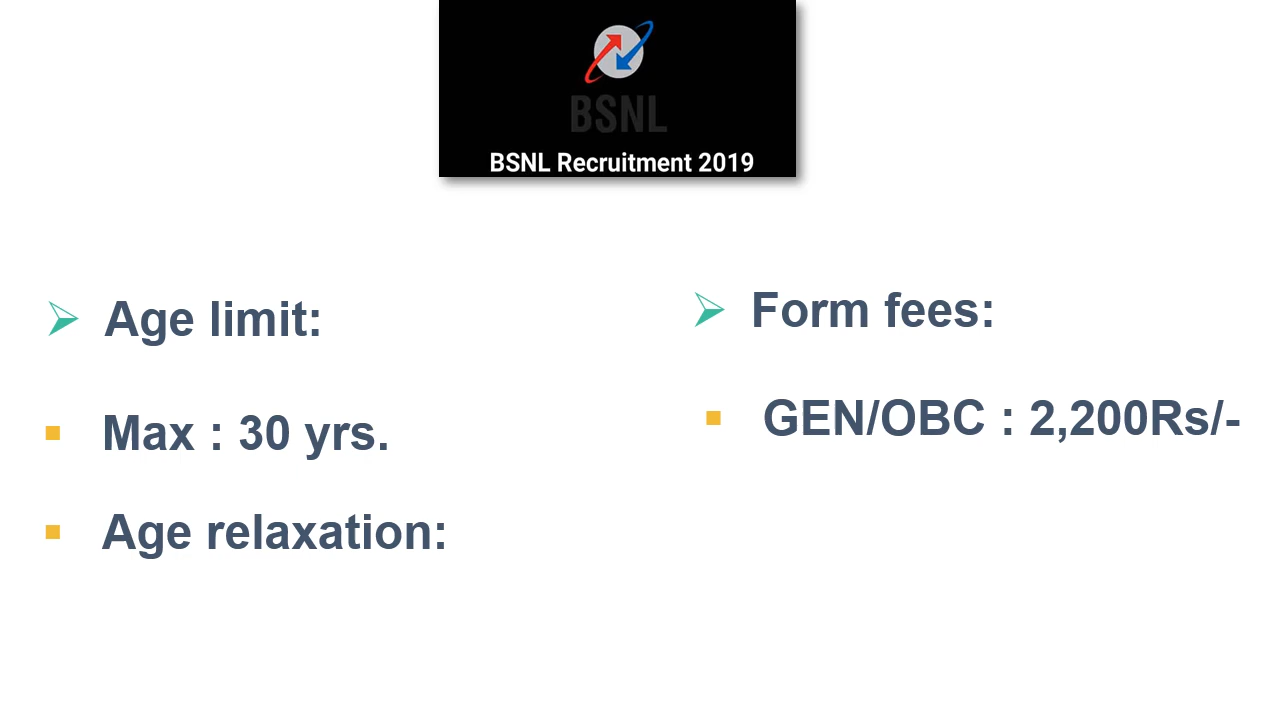 BSNL
BSNL Recruitment 2019
Age limit:
Max : 30 yrs.
Age relaxation:
Form fees:
GEN/OBC : 2,200Rs/-